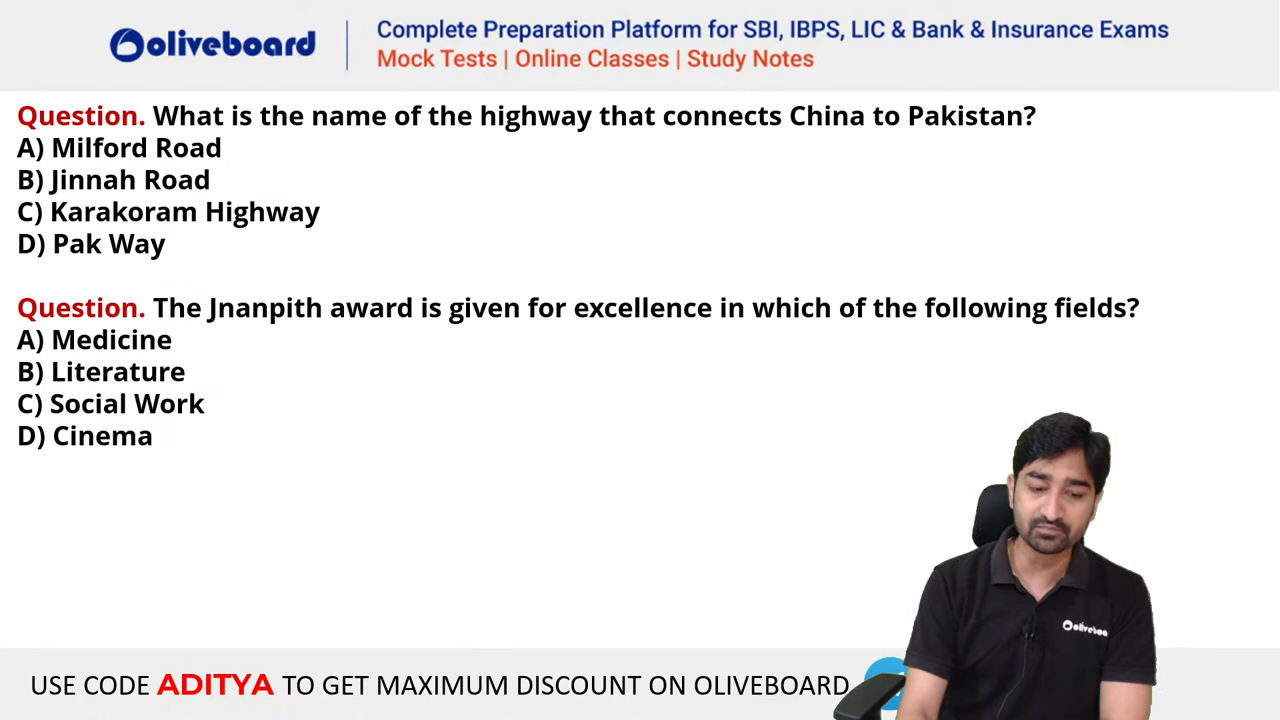 oliveboard
Complete Preparation Platform for SBI, IBPS, LIC & Bank & Insurance Exams
Mock Tests | Online Classes | Study Notes
Question. What is the name of the highway that connects China to Pakistan?
A) Milford Road
B) Jinnah Road
C) Karakoram Highway
D) Pak Way
Question. The Jnanpith award is given for excellence in which of the following fields?
A) Medicine
B) Literature
C) Social Work
D) Cinema
oliveboa
USE CODE ADITYA TO GET MAXIMUM DISCOUNT ON OLIVEBOARD